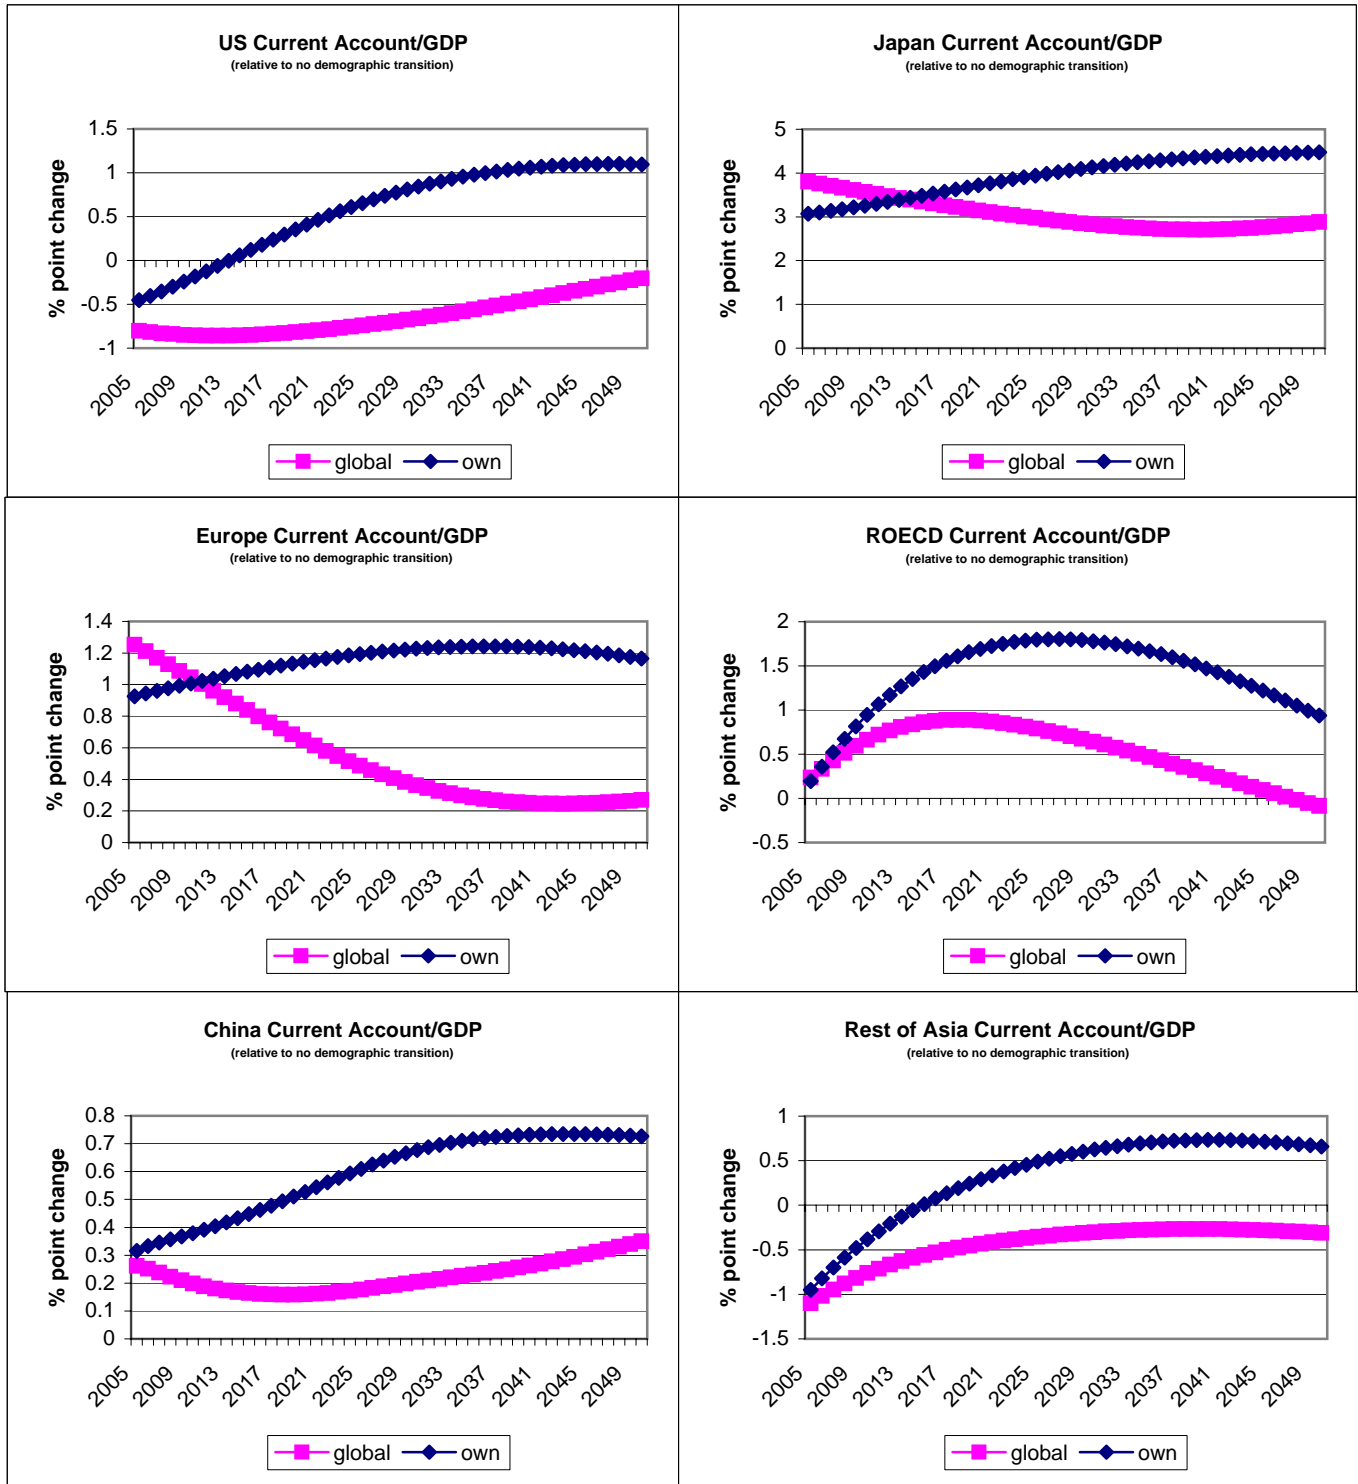 US Current Account/GDP
(relative to no demographic transition)
% point change
1.5
1
0.5
0
-0.5
-1
2005 2009 2013 2017 2021 2025 2029 2033 2037 2041 2045 2049
global own
Japan Current Account/GDP
(relative to no demographic transition)
% point change
5
4
3
2
1
0
2005 2009 2013 2017 2021 2025 2029 2033 2037 2041 2045 2049
global own
Europe Current Account/GDP
(relative to no demographic transition)
% point change
1.4
1.2
1
0.8
0.6
0.4
0.2
0
2005 2009 2013 2017 2021 2025 2029 2033 2037 2041 2045 2049
global own
ROECD Current Account/GDP
(relative to no demographic transition)
% point change
2
1.5
1
0.5
0
-0.5
2005 2009 2013 2017 2021 2025 2029 2033 2037 2041 2045 2049
global own
China Current Account/GDP
(relative to no demographic transition)
% point change
0.8
0.7
0.6
0.5
0.4
0.3
0.2
0.1
0
2005 2009 2013 2017 2021 2025 2029 2033 2037 2041 2045 2049
global own
Rest of Asia Current Account/GDP
(relative to no demographic transition)
% point change
1
0.5
0
-0.5
-1
-1.5
2005 2009 2013 2017 2021 2025 2029 2033 2037 2041 2045 2049
global own